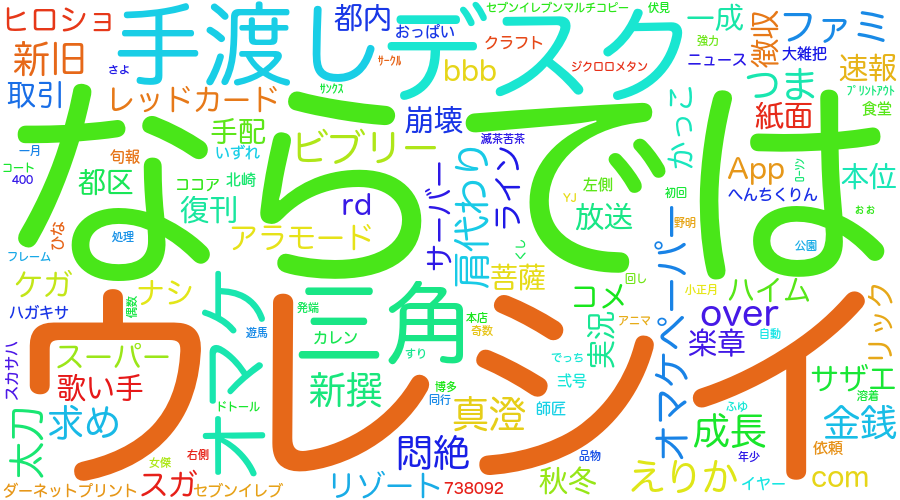 ヒロショ
手渡し
都内
おっぱい
デスク
セブンイレブンマルチコピー
伏見
一成
強力
徴収
ファミ
新旧
さよ
サークル
クラフト
bbb
ジクロロメタン
ニュース
大雑把
速報
取引
レッドカード
サンクス
崩壊
滅茶苦茶
かっこ
つま
紙面
プリントアウト
食堂
ならでは
手配
ビブリー
いずれ
一月
コート
400
旬報
都区
ココア
北崎
復刊
rd
サーバー
肩代わり
ライン
左側
YJ
放送
初回
App
ローソン
へんちくりん
本位
ぉぉ
ひな
処理
フレーム
アラモード
くし
野明
公園
ケガ
ナシ
オマケ
菩薩
回し
オマケペーパー
小正月
ハイム
ハガキサ
偶数
遊馬
発端
三角
本店
奇数
コメ
実況
アニマ
over
楽章
自動
リック
ウレシイ
カレン
すり
スカサハ
スーパー
歌い手
新撰
博多
同行
でっち
弐号
サザエ
溶着
太刀
求め
ドトール
真澄
師匠
ふゆ
成長
金銭
右側
悶絶
品物
年少
依頼
女傑
ダーネットプリント
スガ
セブンイレブ
リゾート
738092
秋冬
えりか
イヤー
com